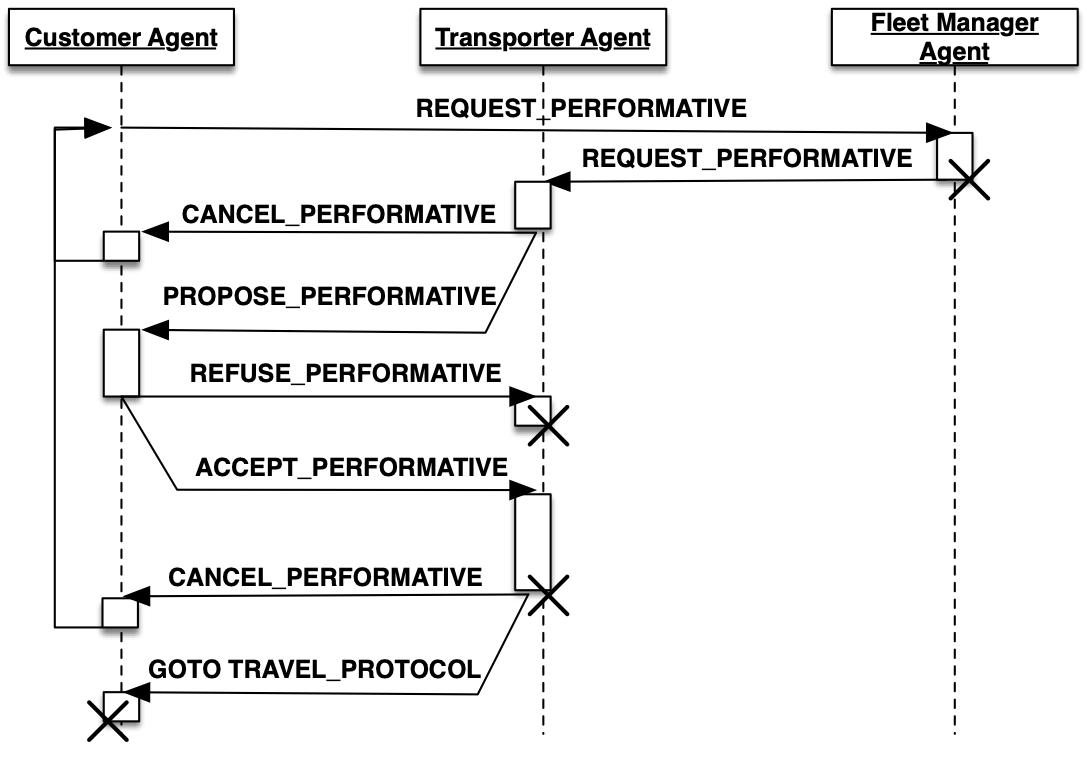 Customer Agent
Transporter Agent
Fleet Manager
Agent
REQUEST_PERFORMATIVE
REQUEST_PERFORMATIVE
CANCEL_PERFORMATIVE
PROPOSE_PERFORMATIVE
REFUSE_PERFORMATIVE
ACCEPT_PERFORMATIVE
CANCEL_PERFORMATIVE
GOTO TRAVEL_PROTOCOL